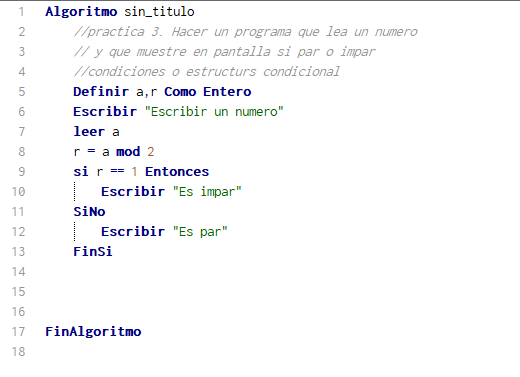 1 Algoritmo sin_titulo
2 //practica 3. Hacer un programa que lea un numero
3 // y que muestre en pantalla si par o impar
4 //condiciones o estructurs condicional
5 Definir a,r Como Entero
6 Escribir "Escribir un numero"
7 leer a
8 r = a mod 2
9 si r == 1 Entonces
10 Escribir "Es impar"
11 SiNo
12 Escribir "Es par"
13 FinSi
14
15
16
17 FinAlgoritmo
18